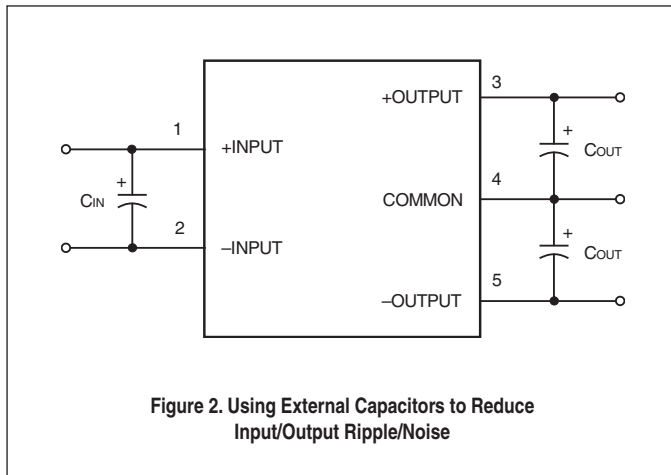 3
+OUTPUT
+
COUT
1
+INPUT
+
CIN
4
COMMON
2
–INPUT
+
COUT
5
–OUTPUT
Figure 2. Using External Capacitors to Reduce
Input/Output Ripple/Noise